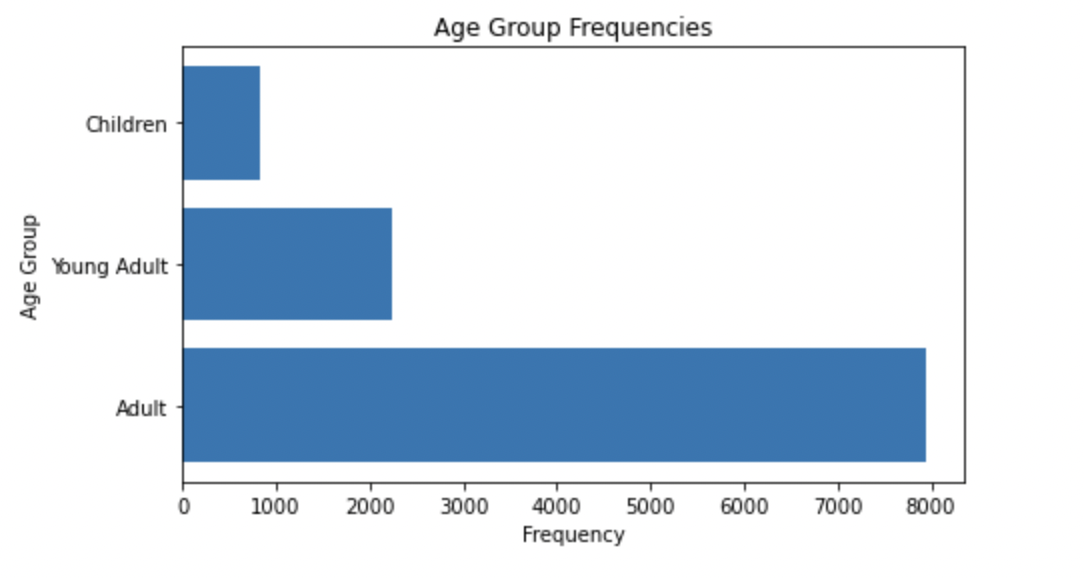 Age Group Frequencies
Age Group
Children
Young Adult
Adult
0 1000 2000 3000 4000 5000 6000 7000 8000
Frequency